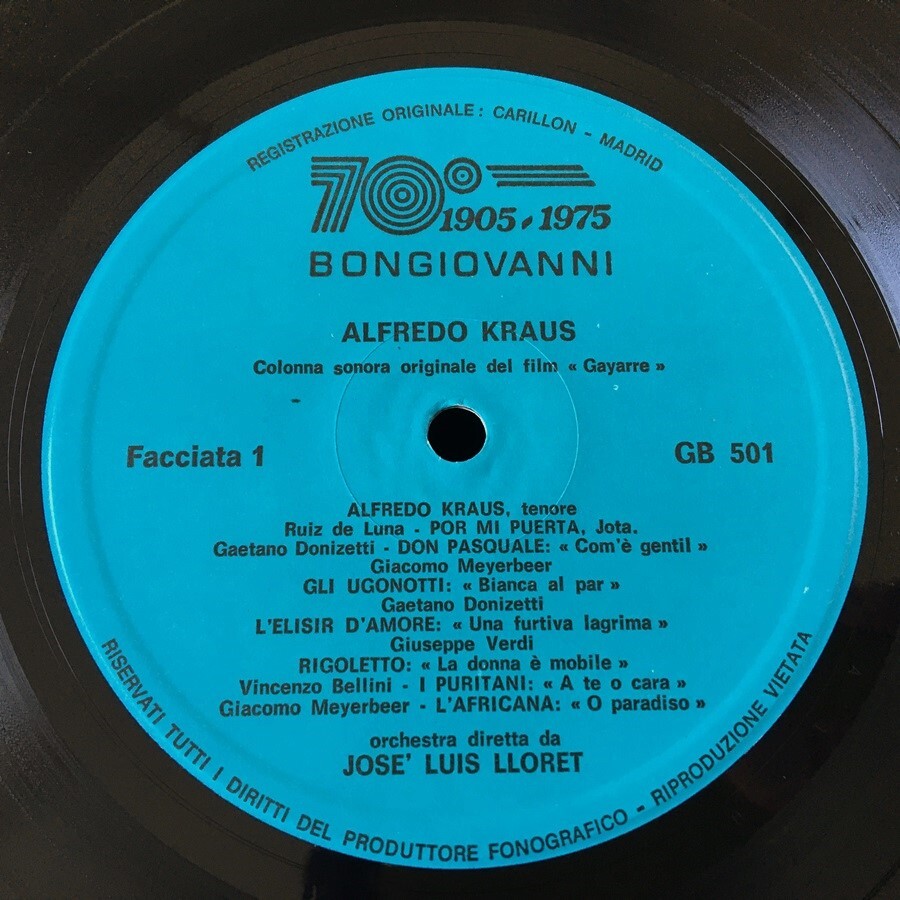 REGISTRAZIONE ORIGINALE: CARILLON - MADRID
70°
1905 - 1975
BONGIOVANNI
ALFREDO KRAUS
Colonna sonora originale del film « Gayarre »
Facciata 1
GB 501
ALFREDO KRAUS, tenore
Ruiz de Luna - POR MI PUERTA, Jota.
Gaetano Donizetti - DON PASQUALE: « Com'è gentil »
Giacomo Meyerbeer
GLI UGONOTTI: « Bianca al par »
Gaetano Donizetti
L'ELISIR D'AMORE: « Una furtiva lagrima »
Giuseppe Verdi
RIGOLETTO: « La donna è mobile »
Vincenzo Bellini - I PURITANI: « A te o cara »
Giacomo Meyerbeer - L'AFRICANA: « O paradiso »
orchestra diretta da
JOSE' LUIS LLORET
RISERVATI TUTTI I DIRITTI DEL PRODUTTORE FONOGRAFICO - RIPRODUZIONE VIETATA